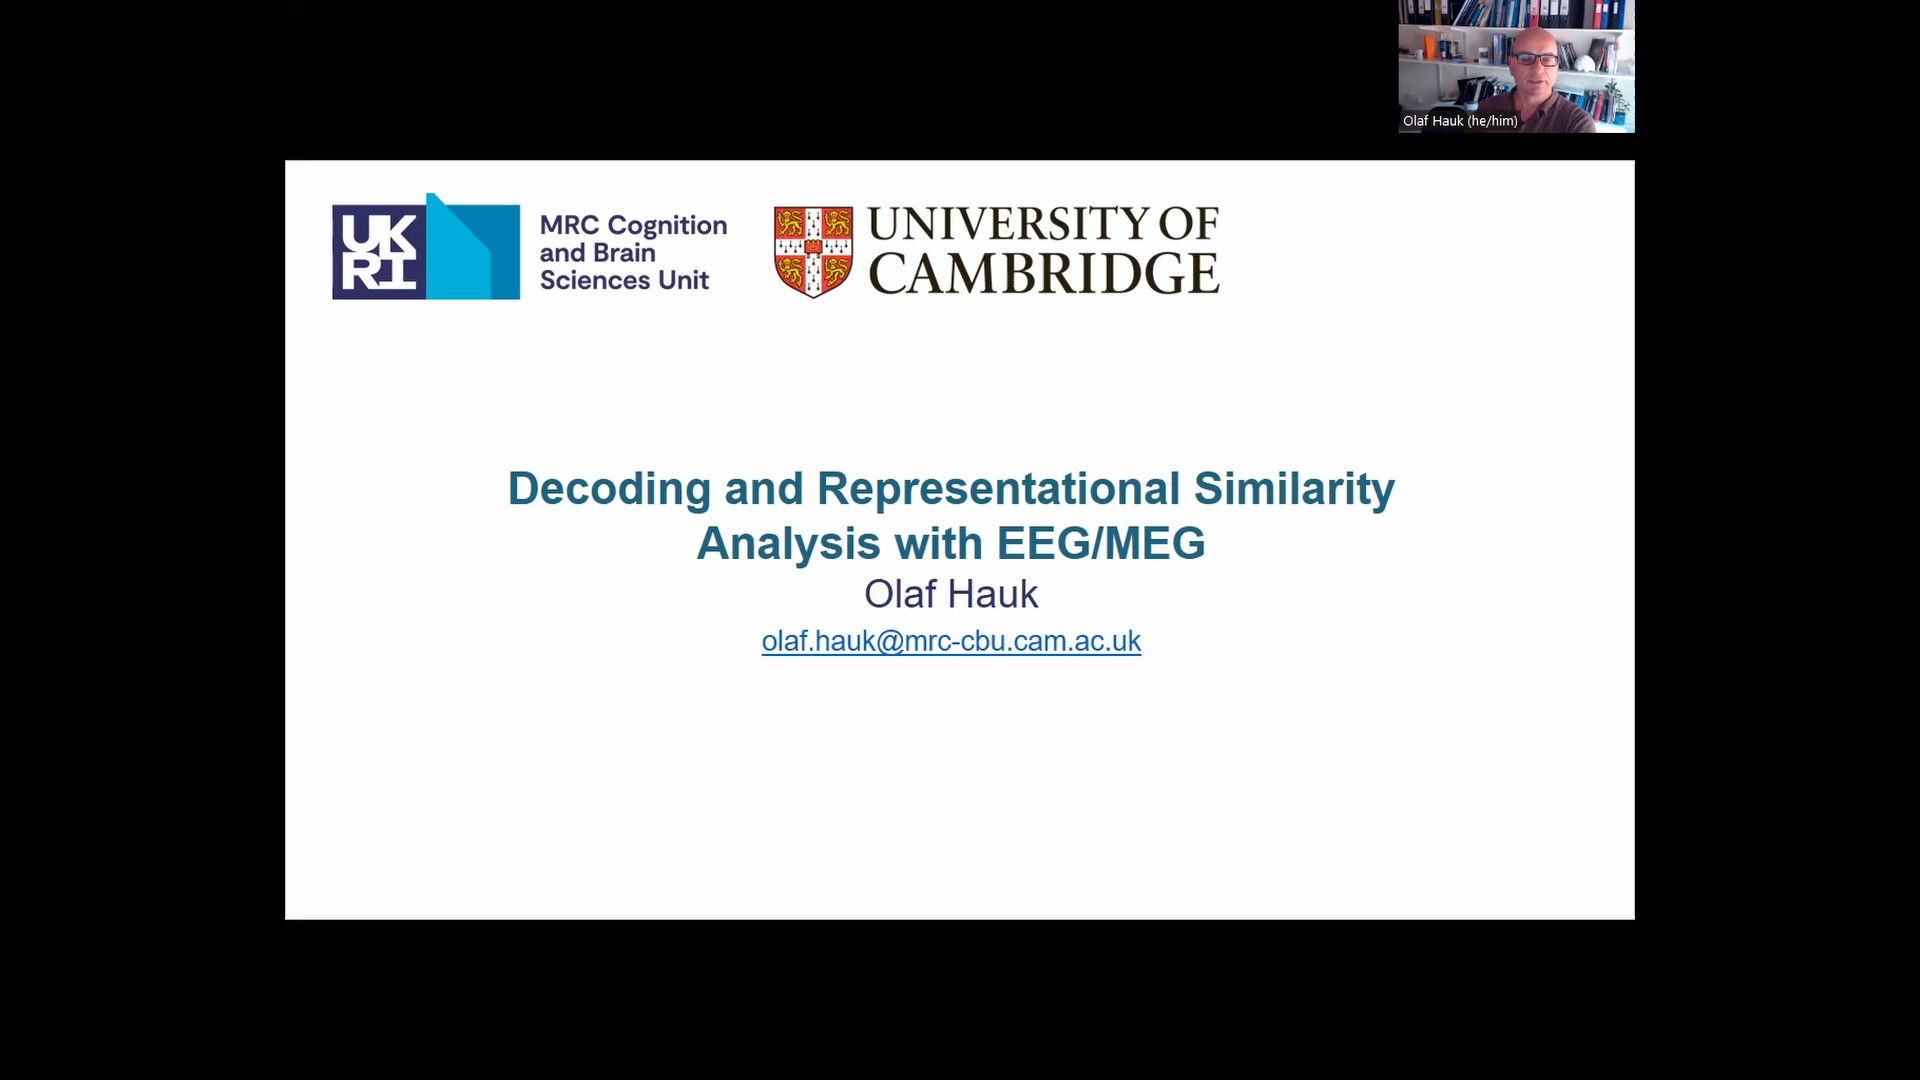 Olaf Hauk (he/him)
UK
RI
MRC Cognition
and Brain
Sciences Unit
UNIVERSITY OF
CAMBRIDGE
Decoding and Representational Similarity
Analysis with EEG/MEG
Olaf Hauk
olaf.hauk@mrc-cbu.cam.ac.uk